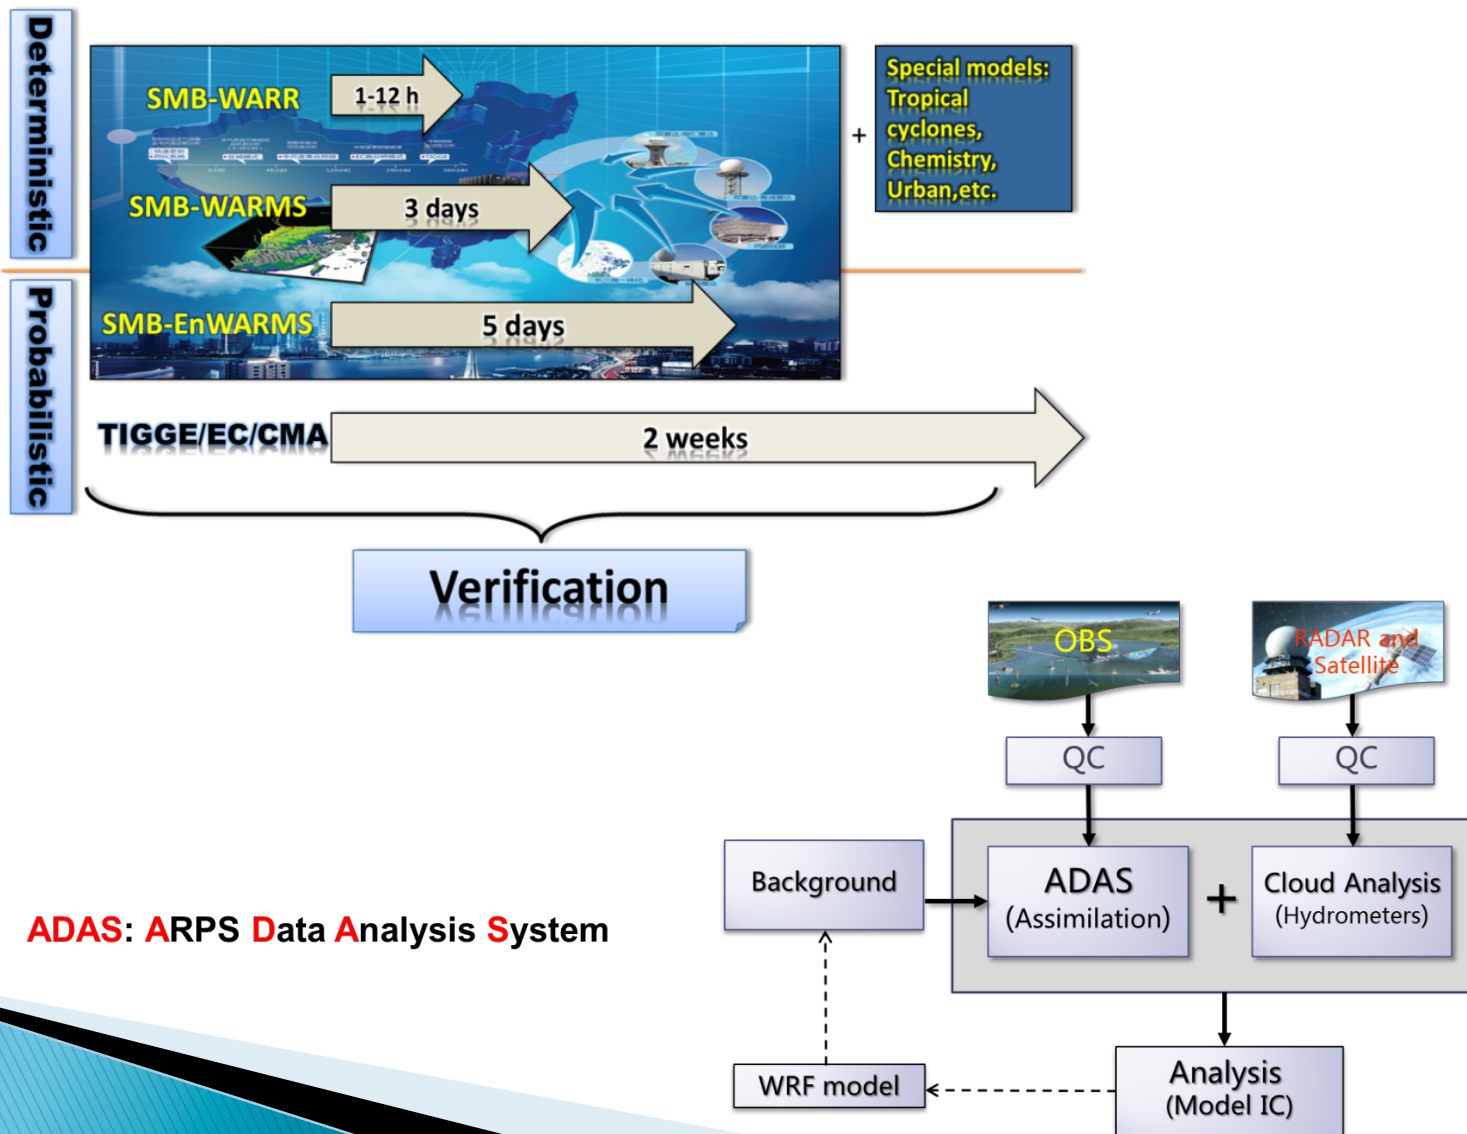 Deterministic
SMB-WARR
1-12 h
SMB-WARMS
3 days
+
Special models:
Tropical
cyclones,
Chemistry,
Urban,etc.
Probabilistic
SMB-EnWARMS
5 days
TIGGE/EC/CMA
2 weeks
Verification
OBS
RADAR and
Satellite
QC
QC
Background
ADAS
(Assimilation)
+
Cloud Analysis
(Hydrometers)
ADAS: ARPS Data Analysis System
WRF model
Analysis
(Model IC)